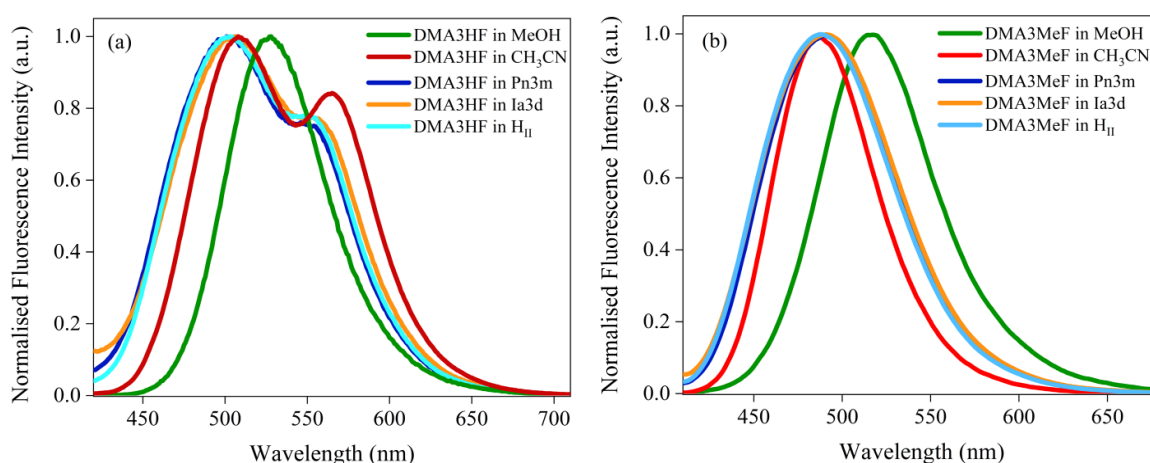 (a)
DMA3HF in MeOH
DMA3HF in CH₃CN
DMA3HF in Pn3m
DMA3HF in Ia3d
DMA3HF in H_II
Normalised Fluorescence Intensity (a.u.)
1.0
0.8
0.6
0.4
0.2
0.0
450 500 550 600 650 700
Wavelength (nm)
(b)
DMA3MeF in MeOH
DMA3MeF in CH₃CN
DMA3MeF in Pn3m
DMA3MeF in Ia3d
DMA3MeF in H_II
Normalised Fluorescence Intensity (a.u.)
1.0
0.8
0.6
0.4
0.2
0.0
450 500 550 600 650
Wavelength (nm)